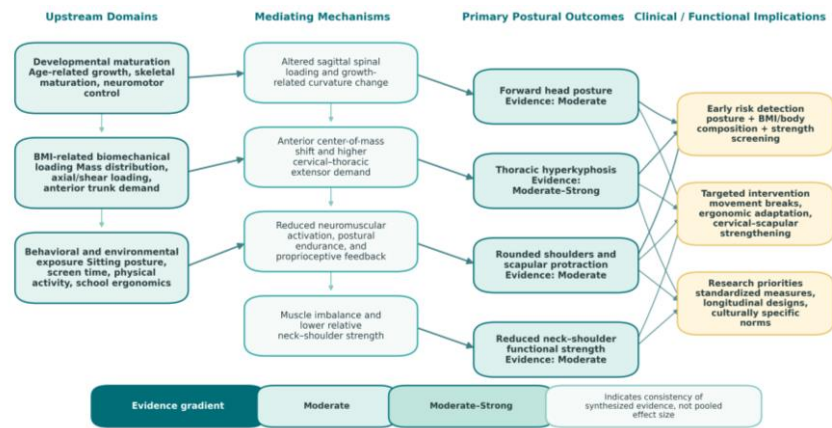 Upstream Domains
Mediating Mechanisms
Primary Postural Outcomes
Clinical / Functional Implications
Developmental maturation
Age-related growth, skeletal
maturation, neuromotor
control
BMI-related biomechanical
loading Mass distribution,
axial/shear loading,
anterior trunk demand
Behavioral and environmental
exposure Sitting posture,
screen time, physical
activity, school ergonomics
Altered sagittal spinal
loading and growth-
related curvature change
Anterior center-of-mass
shift and higher
cervical–thoracic
extensor demand
Reduced neuromuscular
activation, postural
endurance, and
proprioceptive feedback
Muscle imbalance and
lower relative
neck–shoulder strength
Forward head posture
Evidence: Moderate
Thoracic hyperkyphosis
Evidence:
Moderate–Strong
Rounded shoulders and
scapular protraction
Evidence: Moderate
Reduced neck–shoulder
functional strength
Evidence: Moderate
Early risk detection
posture + BMI/body
composition + strength
screening
Targeted intervention
movement breaks,
ergonomic adaptation,
cervical–scapular
strengthening
Research priorities
standardized measures,
longitudinal designs,
culturally specific
norms
Evidence gradient
Moderate
Moderate–Strong
Indicates consistency of
synthesized evidence, not pooled
effect size